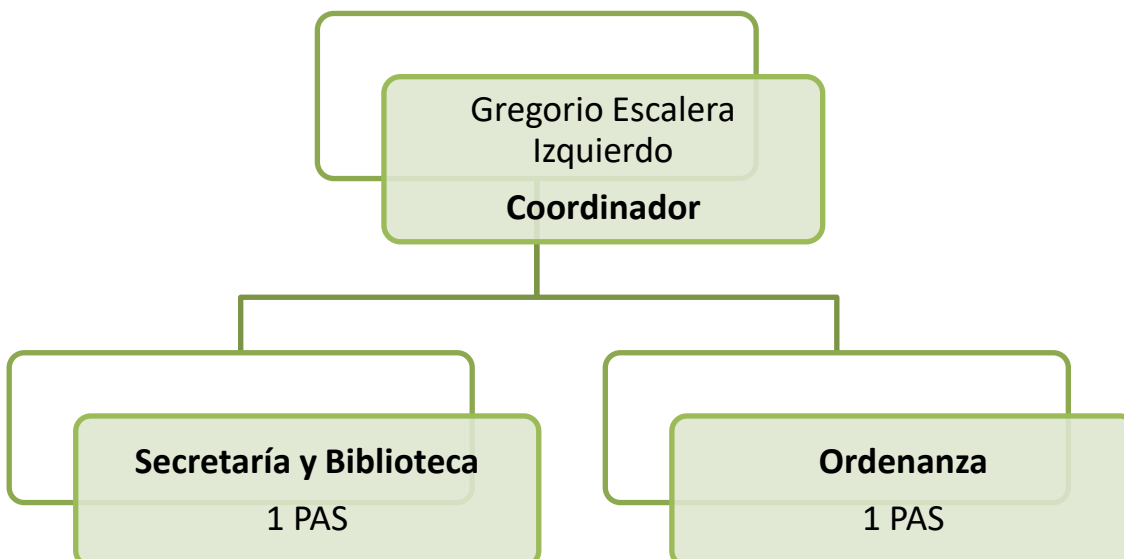 Gregorio Escalera
Izquierdo
Coordinador
Secretaría y Biblioteca
1 PAS
Ordenanza
1 PAS